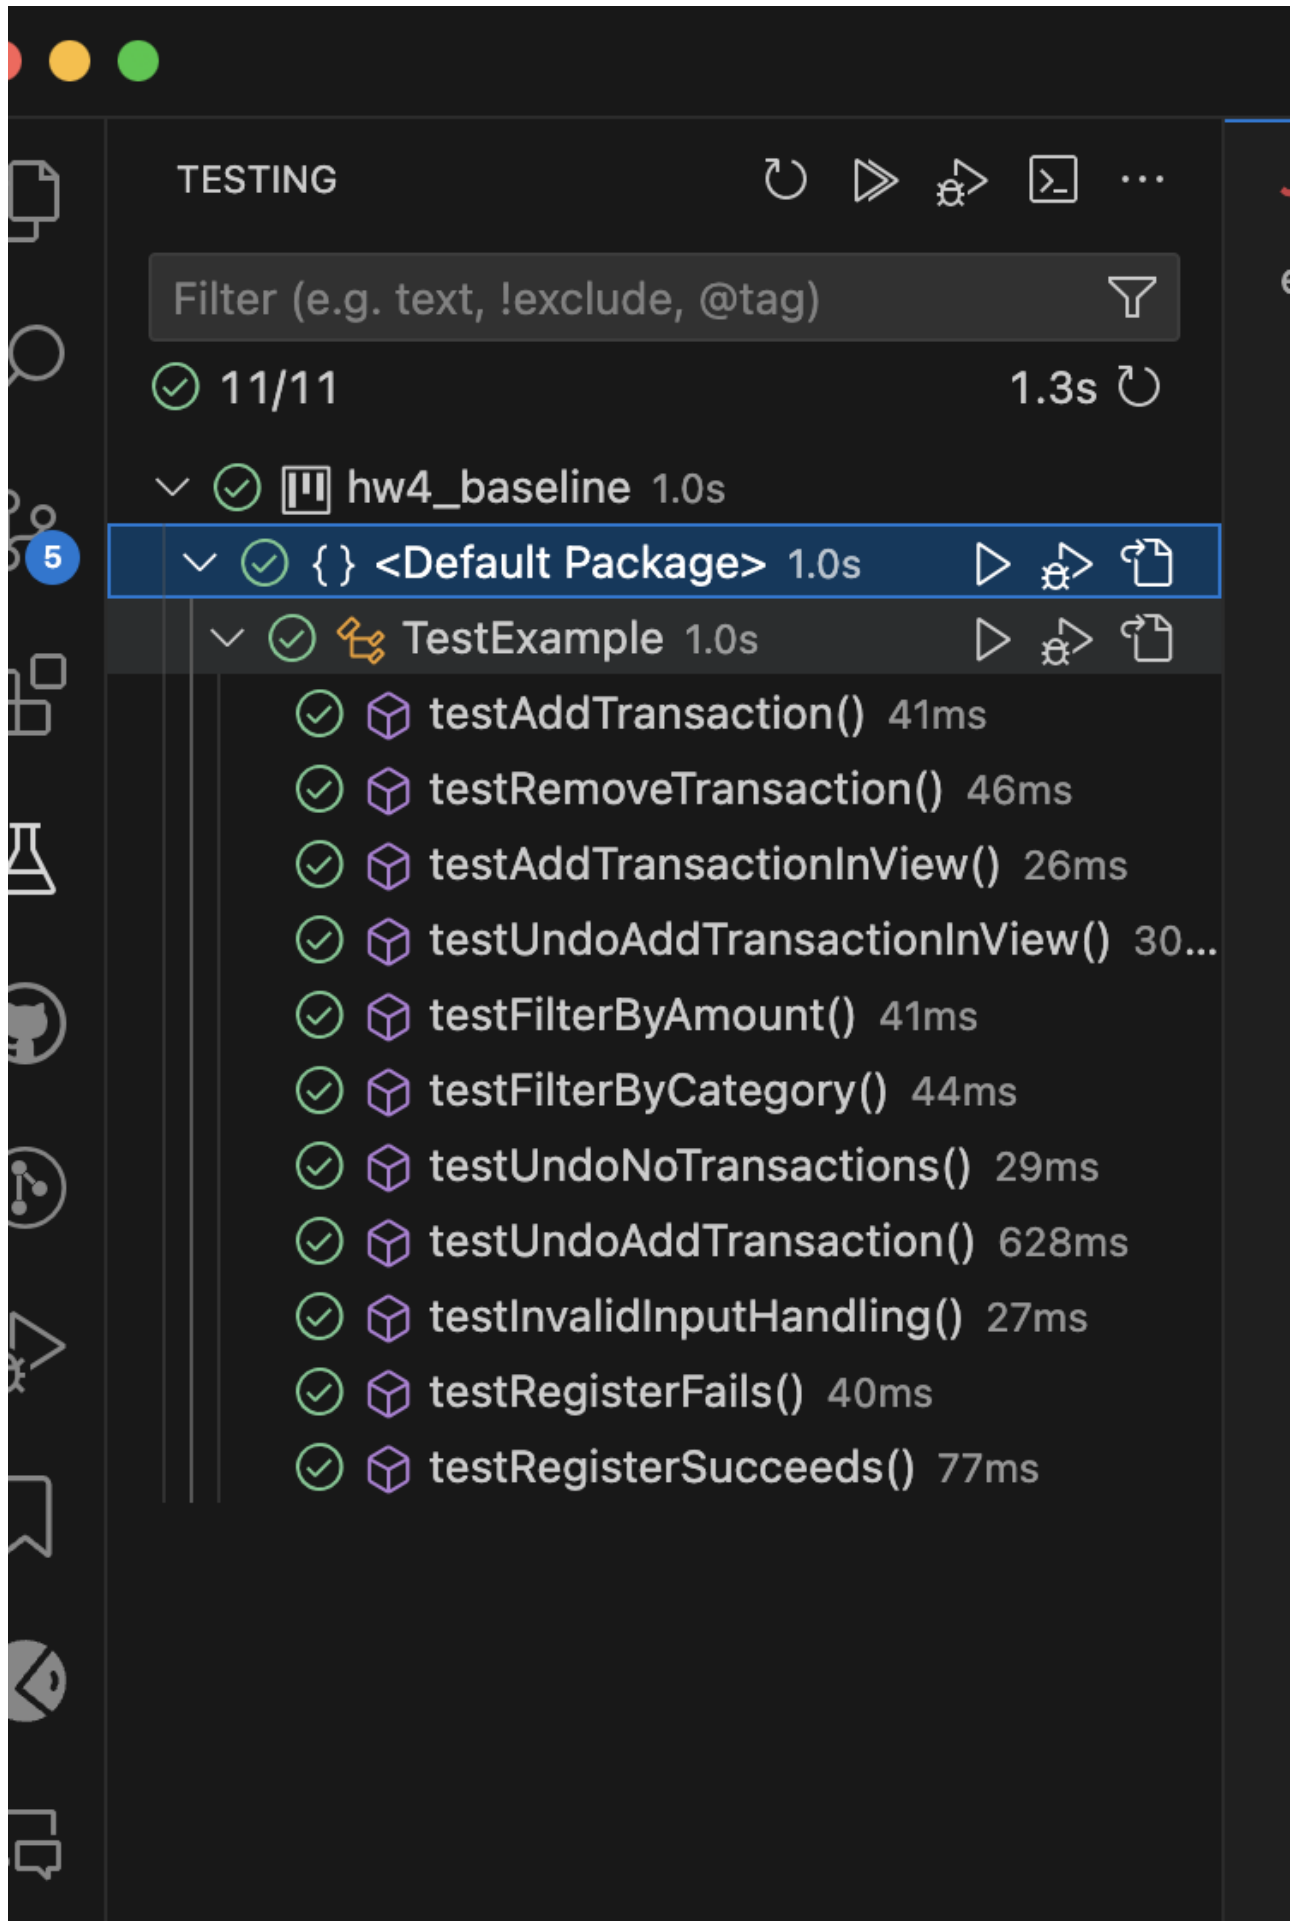 TESTING
Filter (e.g. text, !exclude, @tag)
11/11 1.3s
hw4_baseline 1.0s
5
{} <Default Package> 1.0s
TestExample 1.0s
testAddTransaction() 41ms
testRemoveTransaction() 46ms
testAddTransactionInView() 26ms
testUndoAddTransactionInView() 30...
testFilterByAmount() 41ms
testFilterByCategory() 44ms
testUndoNoTransactions() 29ms
testUndoAddTransaction() 628ms
testInvalidInputHandling() 27ms
testRegisterFails() 40ms
testRegisterSucceeds() 77ms